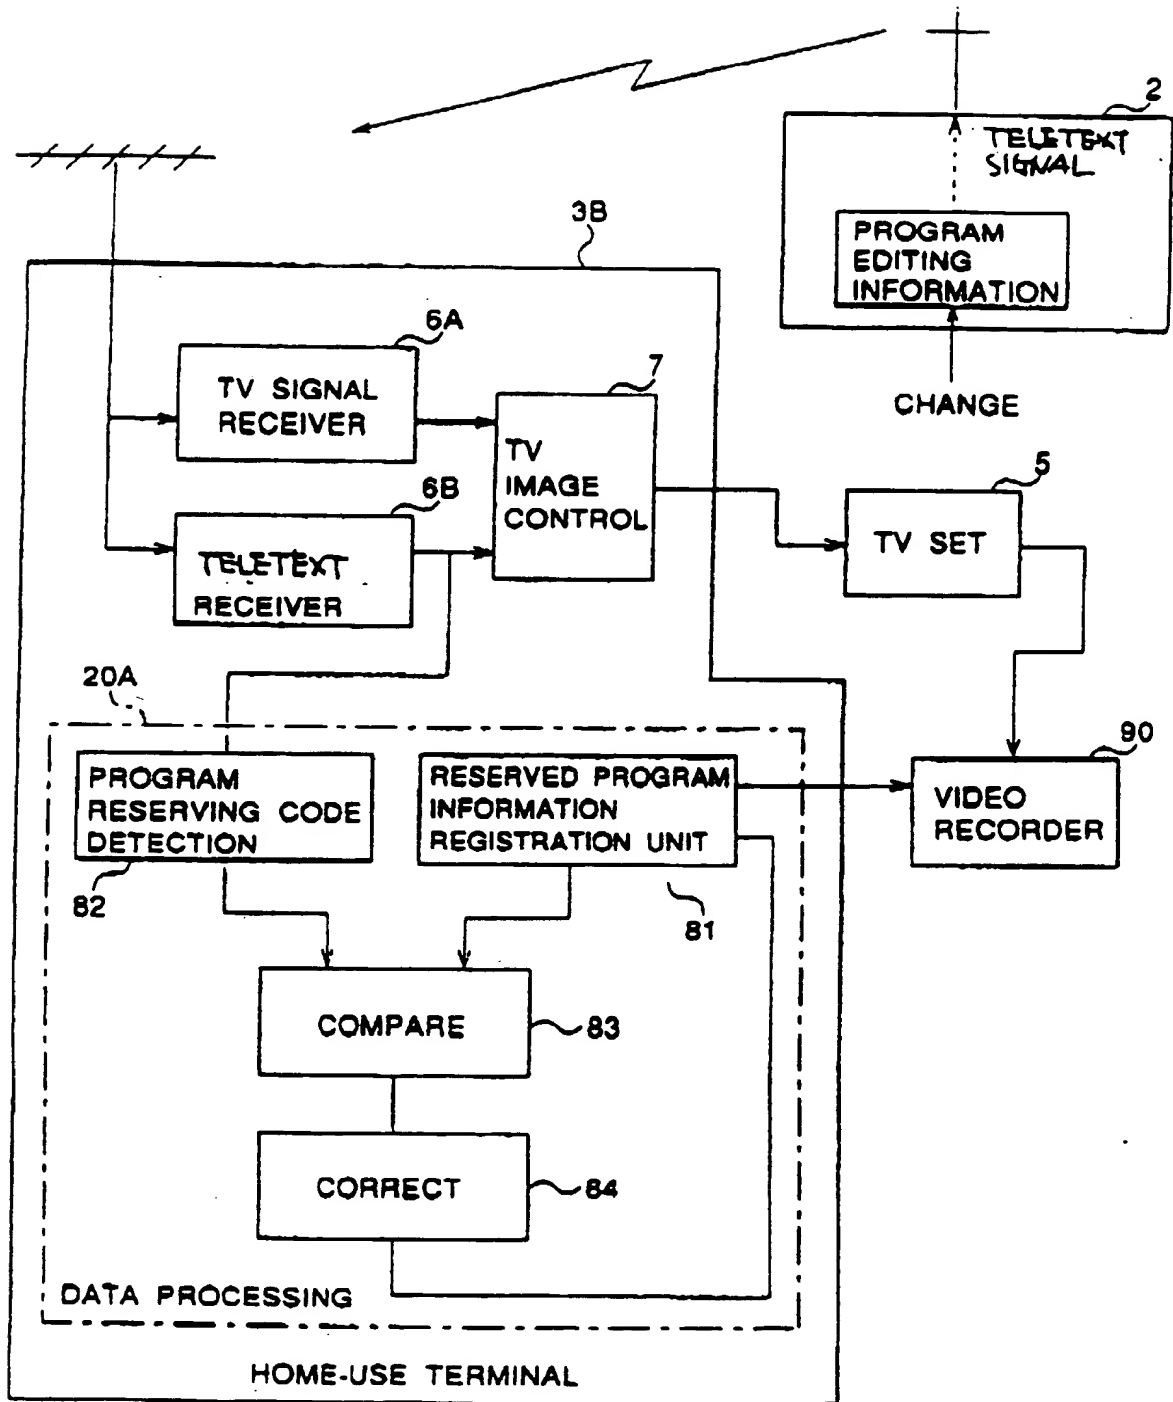 2
TELETEXT
SIGNAL
PROGRAM
EDITING
INFORMATION
CHANGE
3B
6A
TV SIGNAL
RECEIVER
7
TV
IMAGE
CONTROL
6B
TELETEXT
RECEIVER
5
TV SET
20A
PROGRAM
RESERVING CODE
DETECTION
82
RESERVED PROGRAM
INFORMATION
REGISTRATION UNIT
81
90
VIDEO
RECORDER
COMPARE
83
CORRECT
84
DATA PROCESSING
HOME-USE TERMINAL